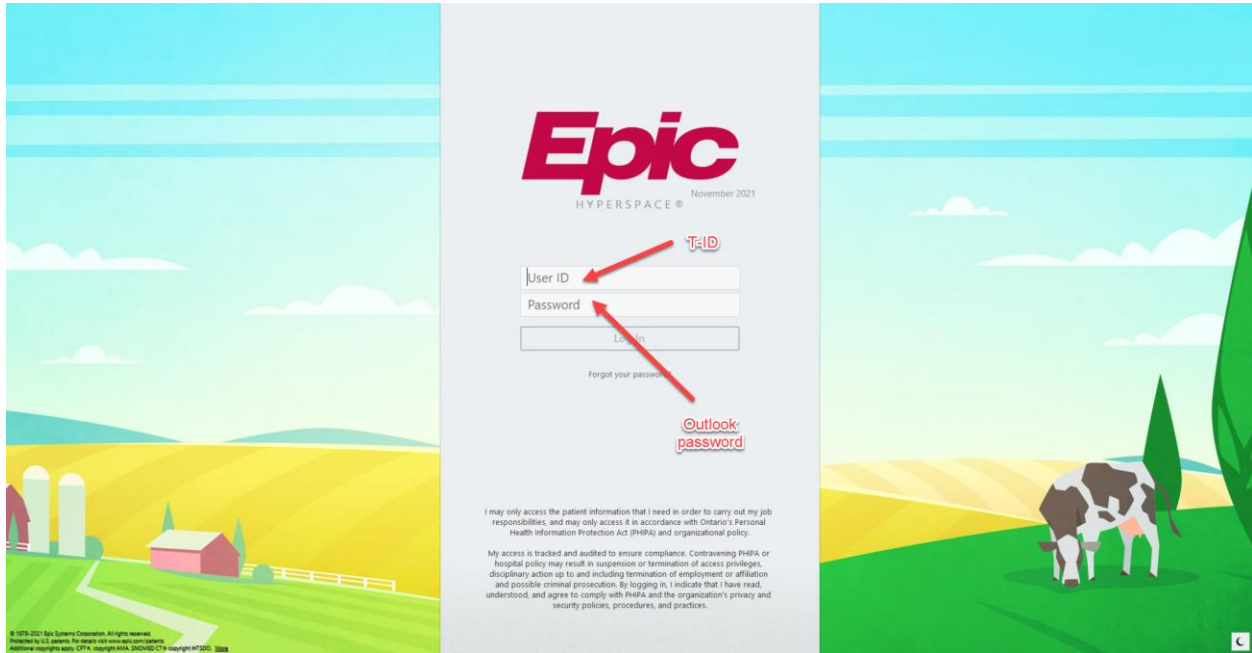 Epic
November 2021
HYPERSPACE®
T-ID
User ID
Password
Log In
Forgot your password?
Outlook
password
I may only access the patient information that I need in order to carry out my job
responsibilities, and may only access it in accordance with Ontario's Personal
Health Information Protection Act (PHIPA) and organizational policy.
My access is tracked and audited to ensure compliance. Contravening PHIPA or
hospital policy may result in suspension or termination of access privileges,
disciplinary action up to and including termination of employment or affiliation
and possible criminal prosecution. By logging in, I indicate that I have read,
understood, and agree to comply with PHIPA and the organization's privacy and
security policies, procedures, and practices.
© 1979-2021 Epic Systems Corporation. All rights reserved.
Protected by U.S. patents. For details visit www.epic.com/patents
Additional copyrights apply. CPT®. copyright AMA. SNOMED CT® copyright IHTSDO. More